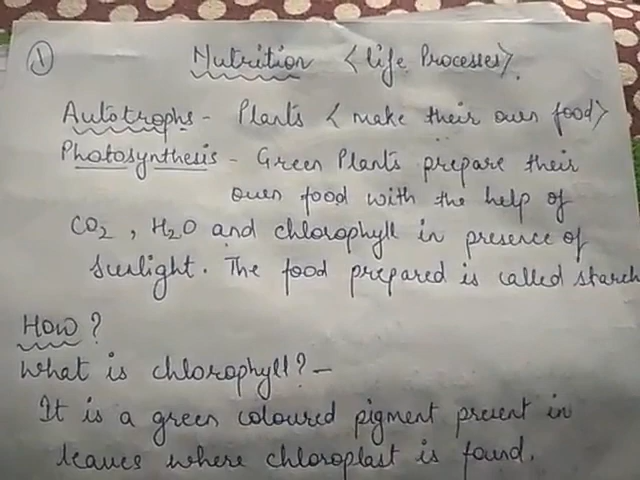 ① Nutrition <life Processes>.
Autotrophs - Plants < make their own food>
Photosynthesis - Green Plants prepare their
own food with the help of
CO2, H2O and chlorophyll in presence of
sunlight. The food prepared is called starch
How?
What is chlorophyll? -
It is a green coloured pigment present in
leaves where chloroplast is found.